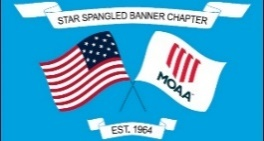 STAR SPANGLED BANNER CHAPTER
MOAA
EST. 1964